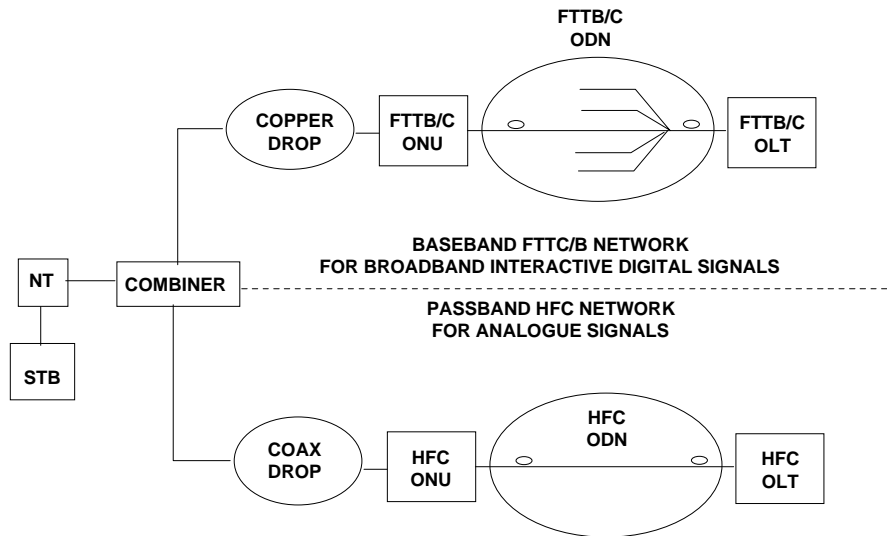 FTTB/C
ODN
COPPER
DROP
FTTB/C
ONU
FTTB/C
OLT
BASEBAND FTTC/B NETWORK
FOR BROADBAND INTERACTIVE DIGITAL SIGNALS
NT
COMBINER
PASSBAND HFC NETWORK
FOR ANALOGUE SIGNALS
STB
HFC
ODN
COAX
DROP
HFC
ONU
HFC
OLT